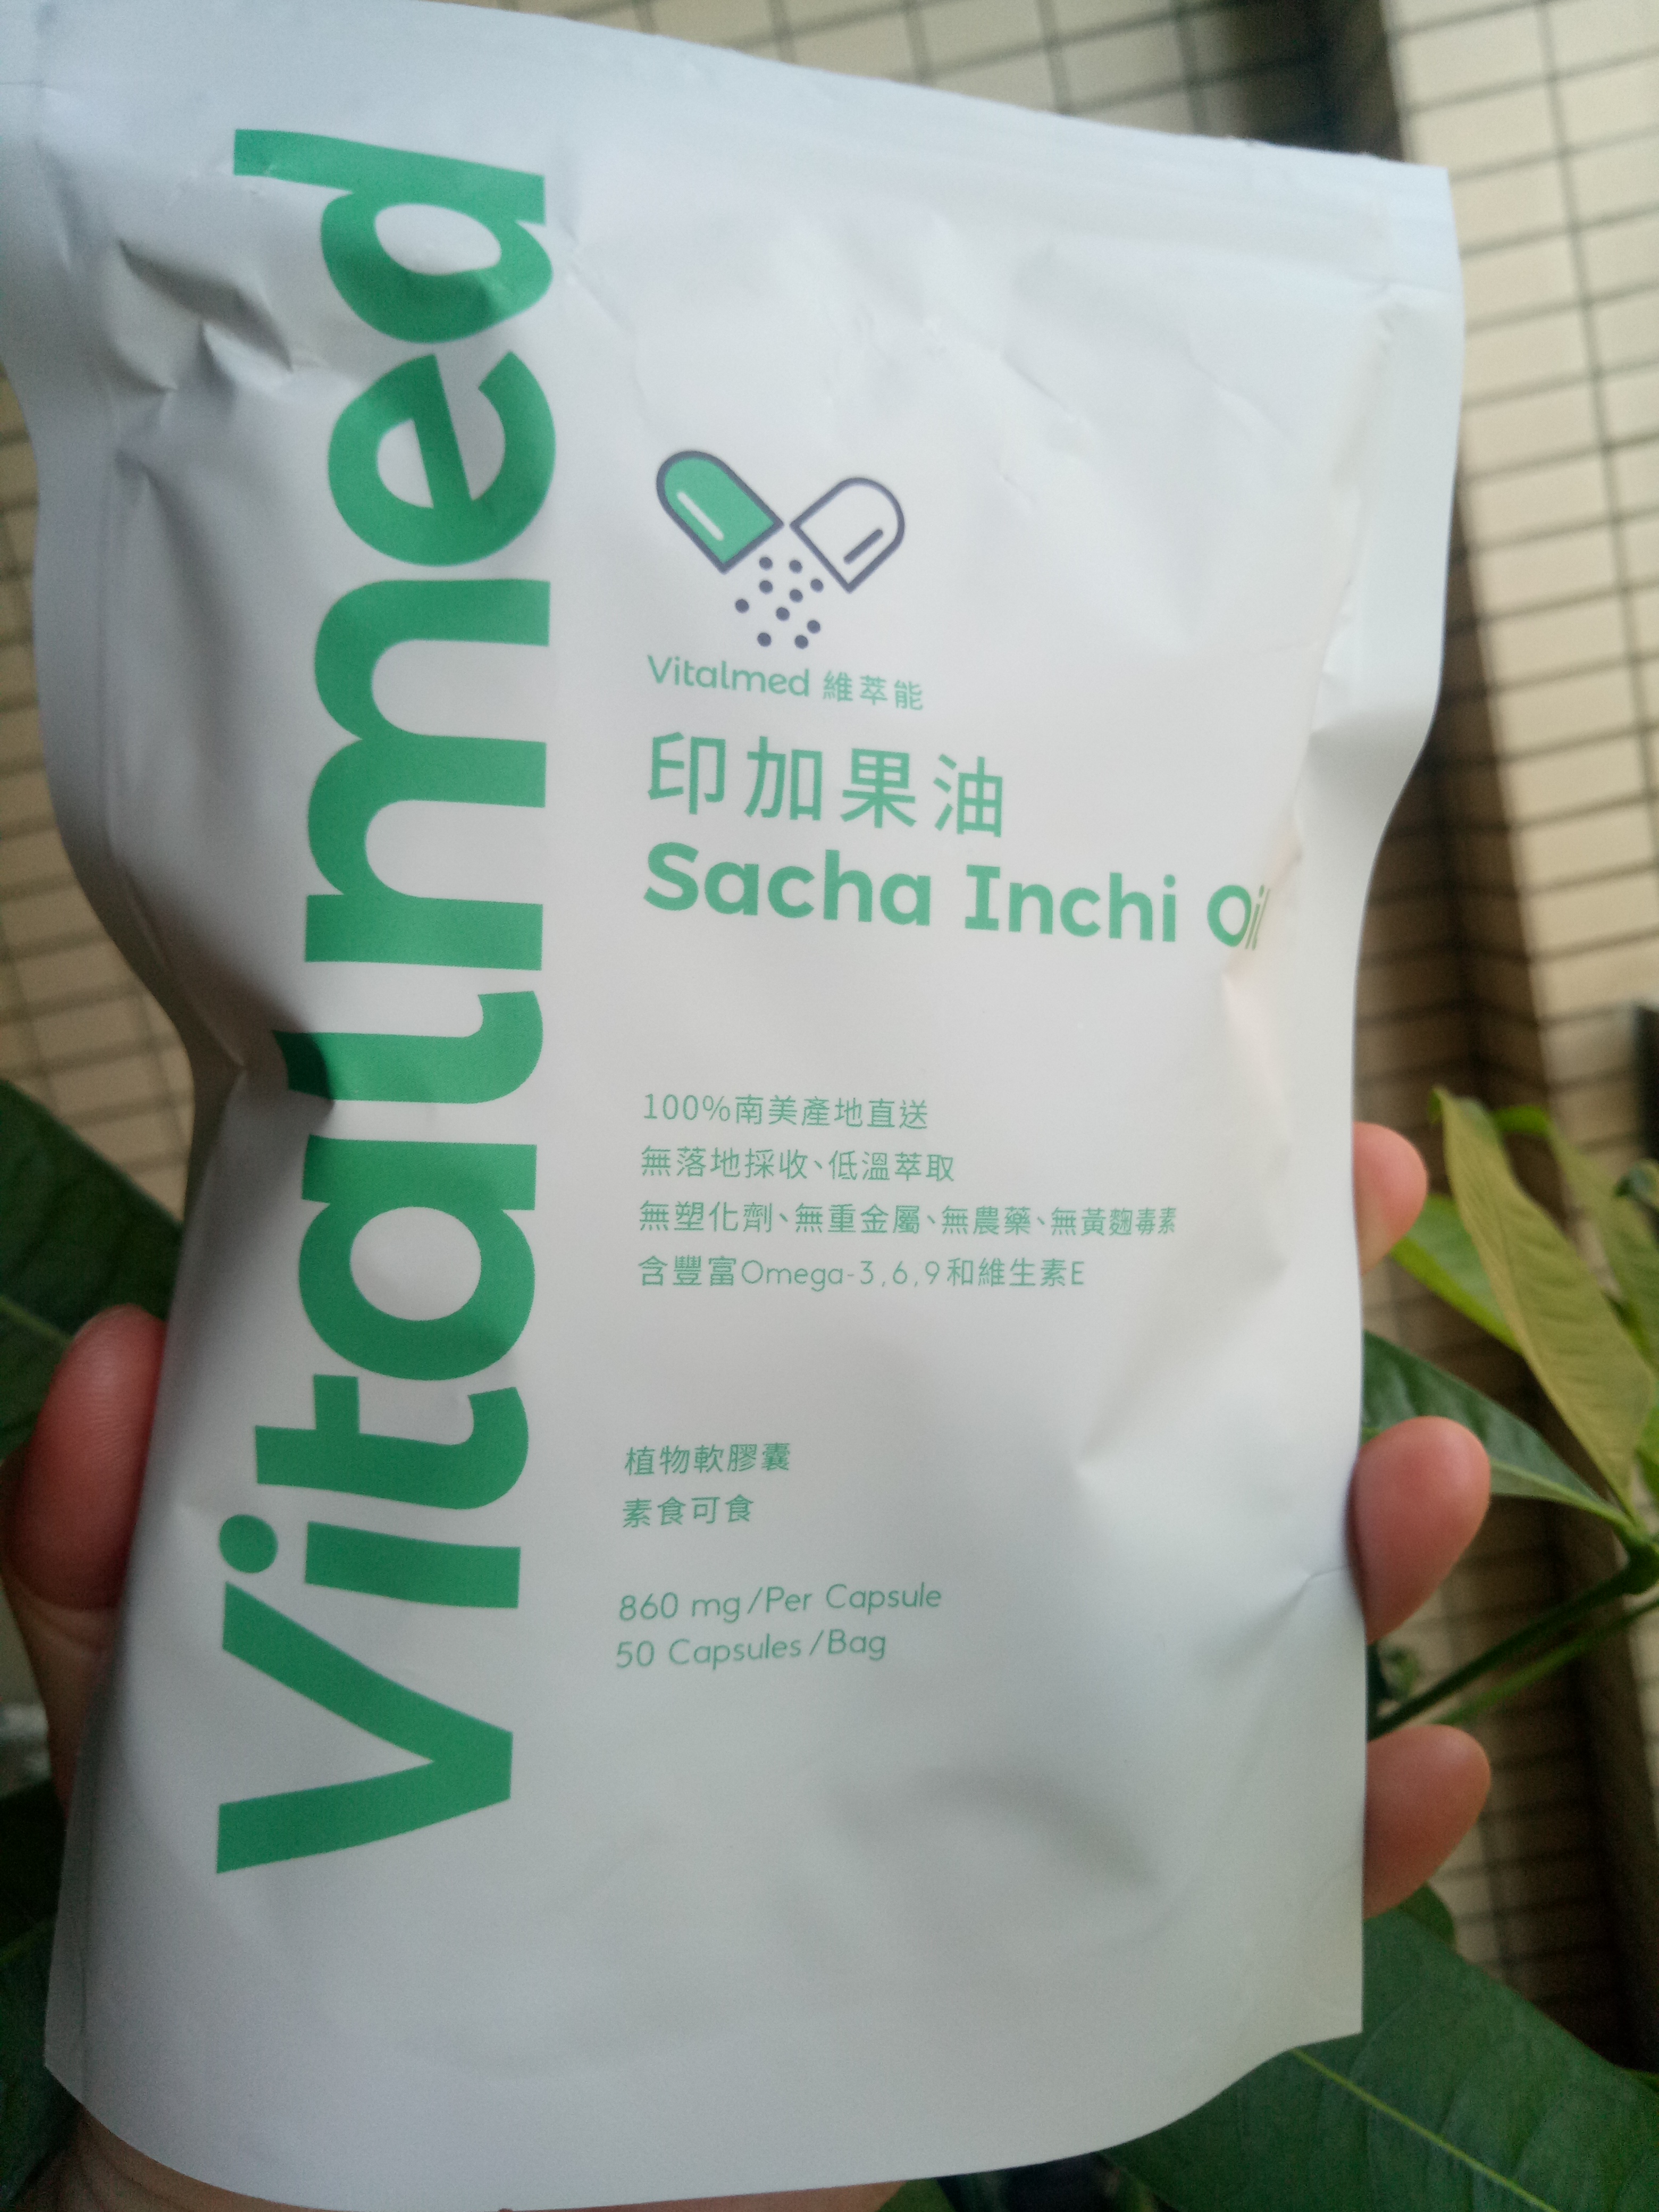 Vitalmed
Vitalmed 維萃能
印加果油
Sacha Inchi Oil
100%南美產地直送
無落地採收、低溫萃取
無塑化劑、無重金屬、無農藥、無黃麴毒素
含豐富Omega-3,6,9和維生素E
植物軟膠囊
素食可食
860 mg/Per Capsule
50 Capsules/Bag